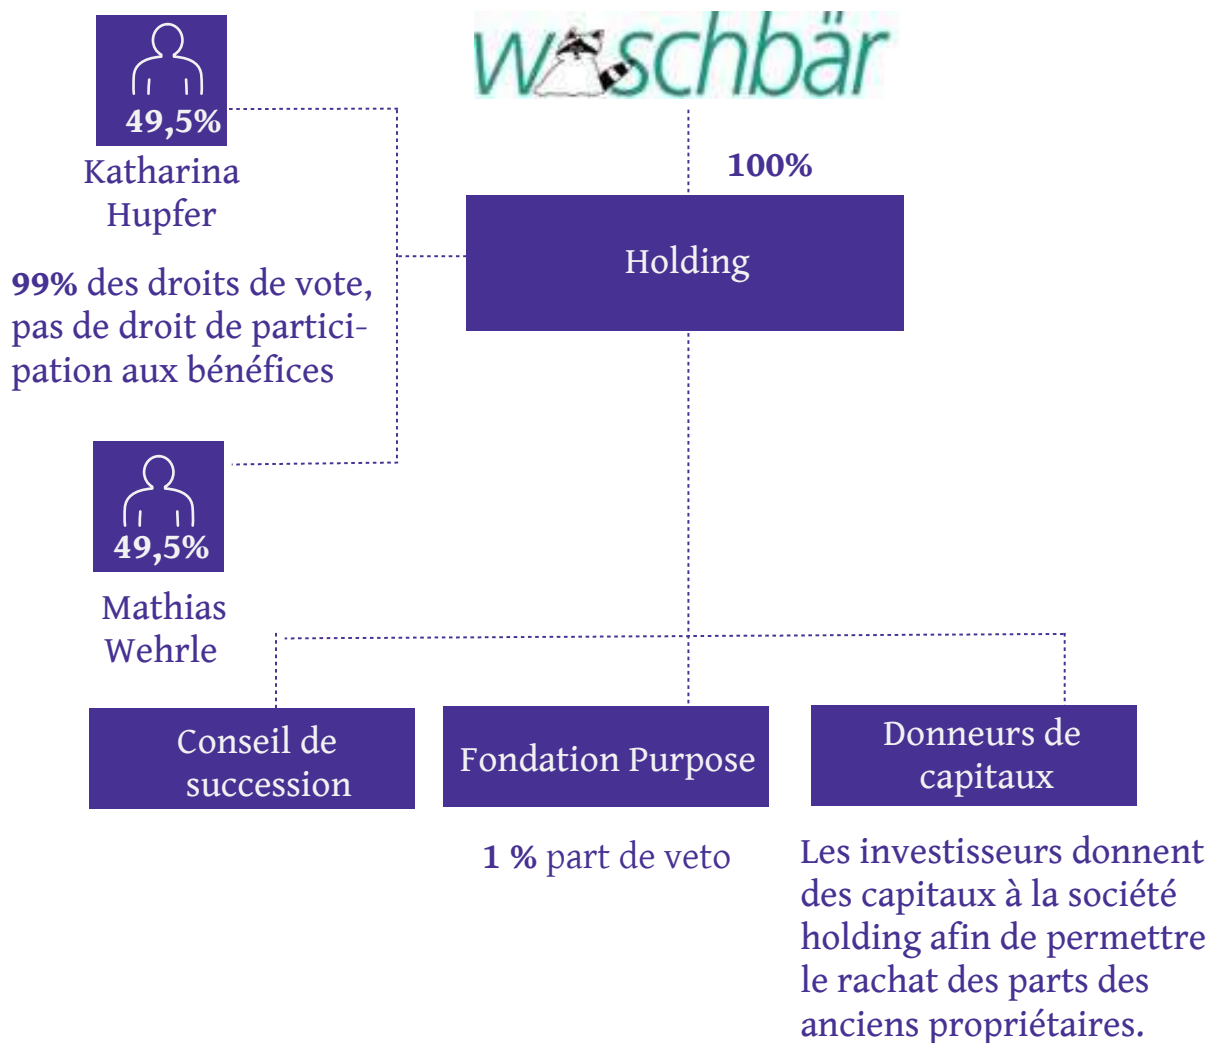 49,5%
Katharina
Hupfer
99% des droits de vote,
pas de droit de partici-
pation aux bénéfices
49,5%
Mathias
Wehrle
waschbär
100%
Holding
Conseil de
succession
Fondation Purpose
1 % part de veto
Donneurs de
capitaux
Les investisseurs donnent
des capitaux à la société
holding afin de permettre
le rachat des parts des
anciens propriétaires.